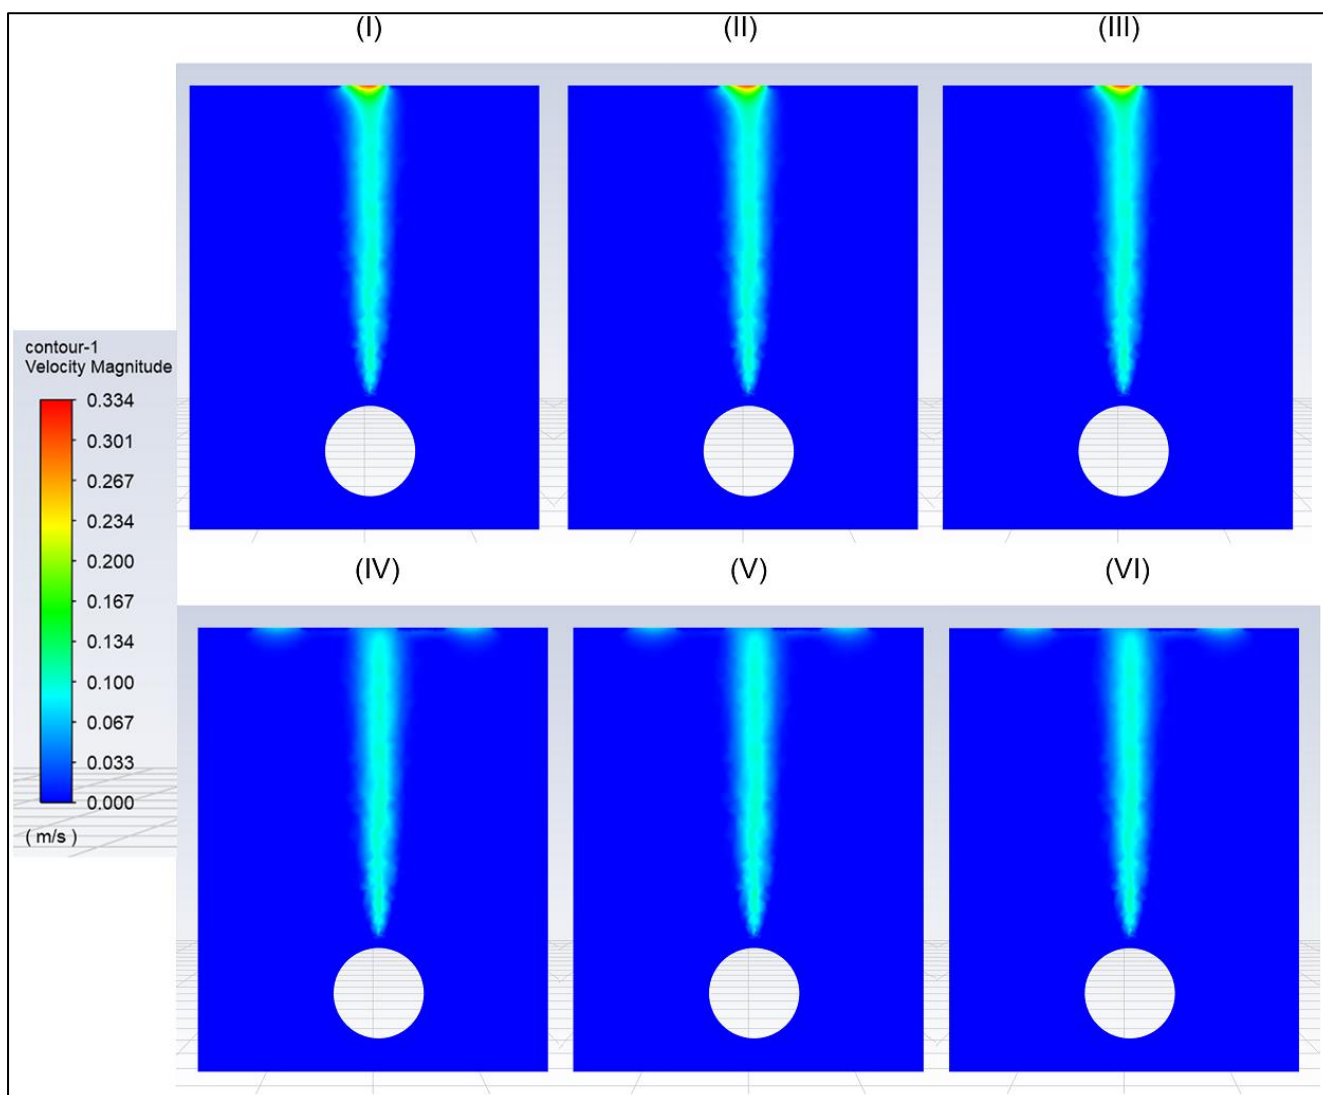 (I) (II) (III)
contour-1
Velocity Magnitude
0.334
0.301
0.267
0.234
0.200
0.167
0.134
0.100
0.067
0.033
0.000
( m/s )
(IV) (V) (VI)